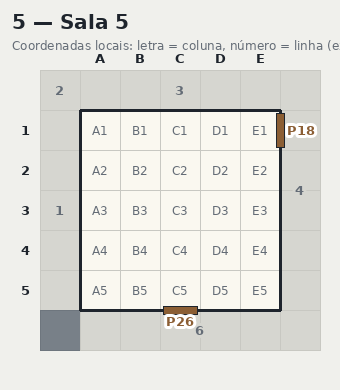 5 — Sala 5
Coordenadas locais: letra = coluna, número = linha (e
A B C D E
2 3
1 A1 B1 C1 D1 E1 P18
2 A2 B2 C2 D2 E2
4
3 1 A3 B3 C3 D3 E3
4 A4 B4 C4 D4 E4
5 A5 B5 C5 D5 E5
P26
6